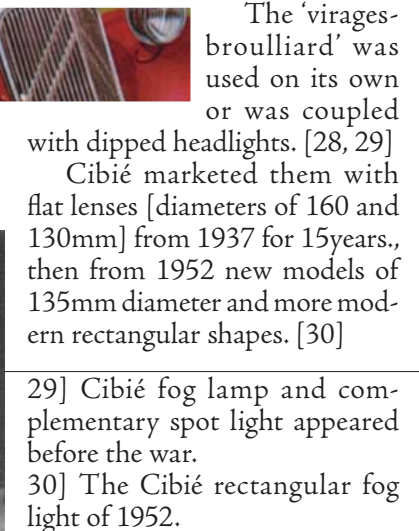 The ‘virages-
broulliard’ was
used on its own
or was coupled
with dipped headlights. [28, 29]
Cibié marketed them with
flat lenses [diameters of 160 and
130mm] from 1937 for 15years.,
then from 1952 new models of
135mm diameter and more mod-
ern rectangular shapes. [30]
29] Cibié fog lamp and com-
plementary spot light appeared
before the war.
30] The Cibié rectangular fog
light of 1952.